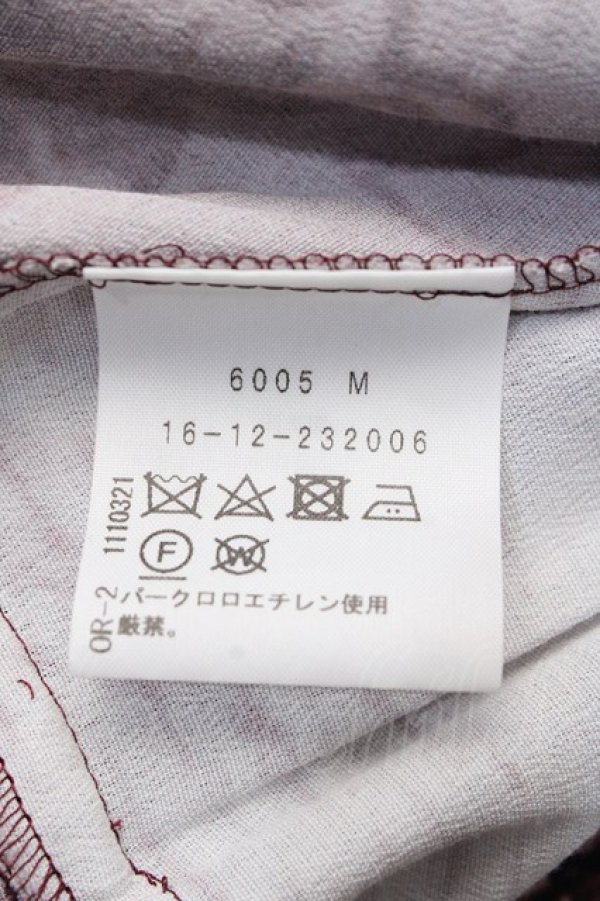 6005 M
16-12-232006
F W
パークロロエチレン使用
厳禁。
OR-2 1110321